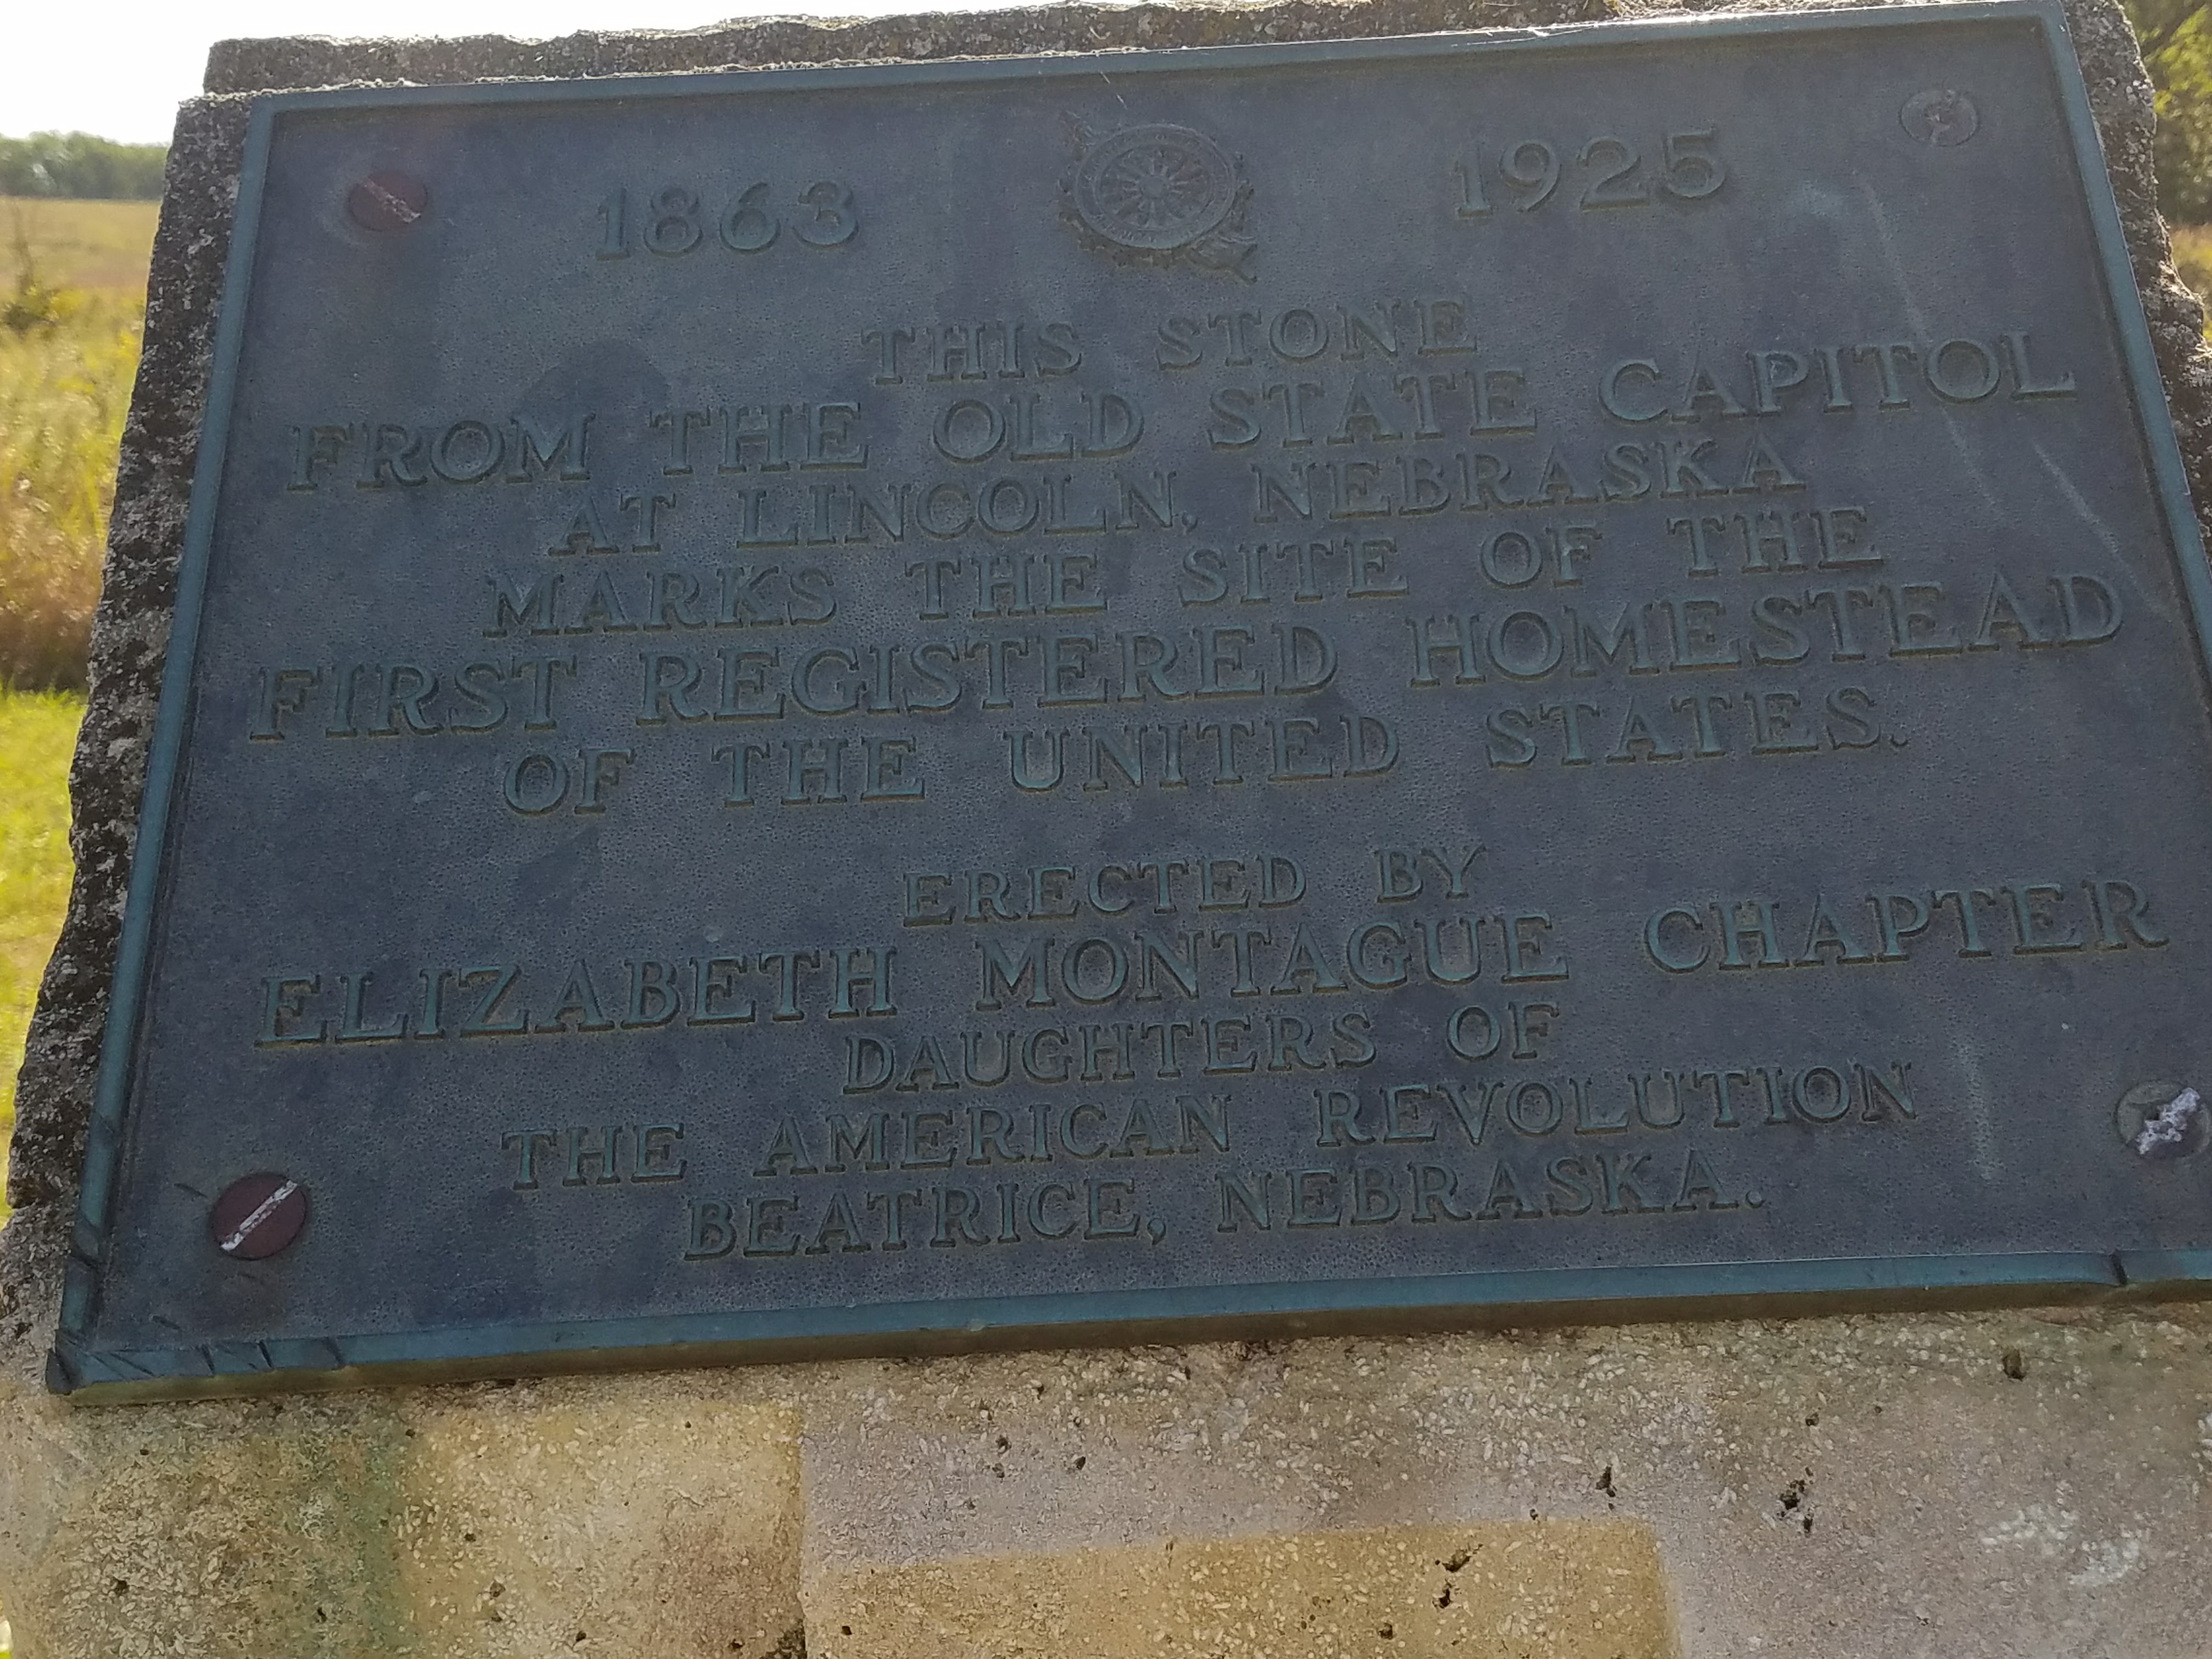 1863 1925
THIS STONE
FROM THE OLD STATE CAPITOL
AT LINCOLN, NEBRASKA
MARKS THE SITE OF THE
FIRST REGISTERED HOMESTEAD
OF THE UNITED STATES.
ERECTED BY
ELIZABETH MONTAGUE CHAPTER
DAUGHTERS OF
THE AMERICAN REVOLUTION
BEATRICE, NEBRASKA.